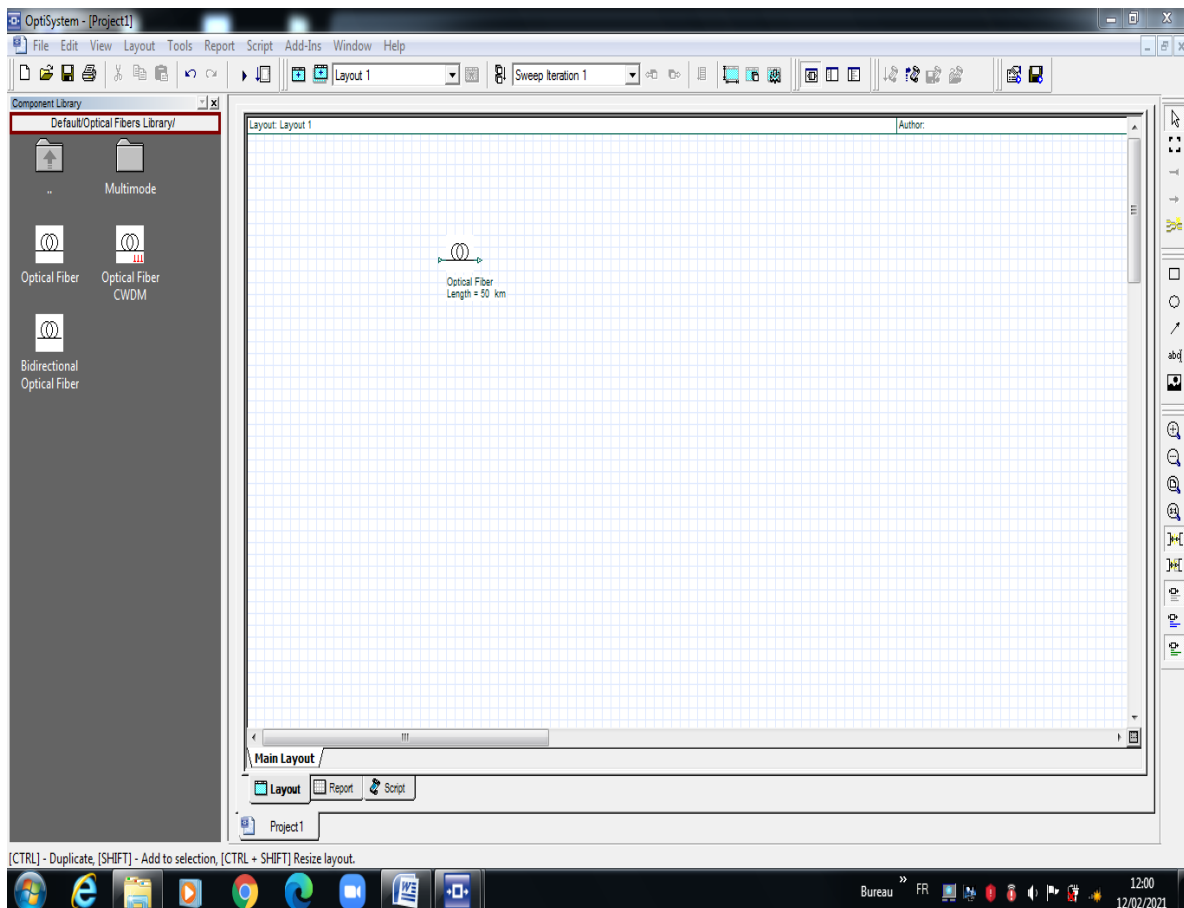 OptiSystem - [Project1]
File Edit View Layout Tools Report Script Add-Ins Window Help
Layout 1
Sweep Iteration 1
Component Library
Default/Optical Fibers Library/
..
Multimode
Optical Fiber
Optical Fiber
CWDM
Bidirectional
Optical Fiber
Layout: Layout 1
Author:
Optical Fiber
Length = 50 km
Main Layout
Layout Report Script
Project1
[CTRL] - Duplicate, [SHIFT] - Add to selection, [CTRL + SHIFT] Resize layout.
Bureau » FR
12:00
12/02/2021